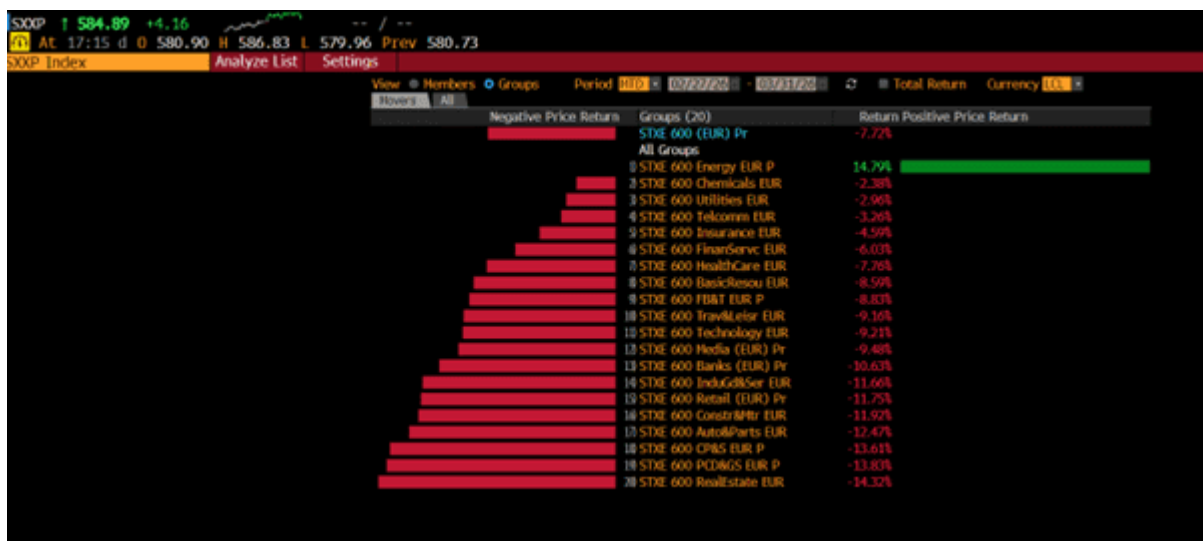 SXXP ↑ 584.89 +4.16 -- / --
At 17:15 d O 580.90 H 586.83 L 579.96 Prev 580.73
SXXP Index Analyze List Settings
View Members Groups Period MTD 02/27/26 - 03/31/26 Total Return Currency LCL
Movers All
Negative Price Return Groups (20) Return Positive Price Return
STXE 600 (EUR) Pr -7.72%
All Groups
1) STXE 600 Energy EUR P 14.79%
2) STXE 600 Chemicals EUR -2.38%
3) STXE 600 Utilities EUR -2.96%
4) STXE 600 Telcomm EUR -3.26%
5) STXE 600 Insurance EUR -4.59%
6) STXE 600 FinanServc EUR -6.03%
7) STXE 600 HealthCare EUR -7.76%
8) STXE 600 BasicResou EUR -8.59%
9) STXE 600 FB&T EUR P -8.83%
10) STXE 600 Trav&Leisr EUR -9.16%
11) STXE 600 Technology EUR -9.21%
12) STXE 600 Media (EUR) Pr -9.48%
13) STXE 600 Banks (EUR) Pr -10.63%
14) STXE 600 InduGd&Ser EUR -11.66%
15) STXE 600 Retail (EUR) Pr -11.75%
16) STXE 600 Constr&Mtr EUR -11.92%
17) STXE 600 Auto&Parts EUR -12.47%
18) STXE 600 CP&S EUR P -13.61%
19) STXE 600 PCD&GS EUR P -13.83%
20) STXE 600 RealEstate EUR -14.32%